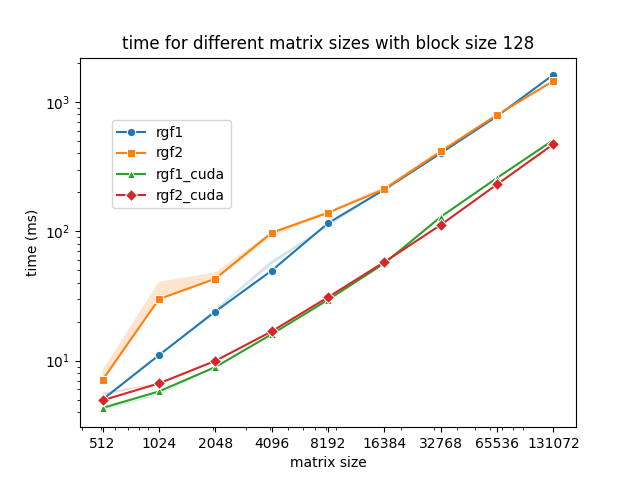 time for different matrix sizes with block size 128
time (ms)
10³
10²
10¹
rgf1
rgf2
rgf1_cuda
rgf2_cuda
512 1024 2048 4096 8192 16384 32768 65536 131072
matrix size